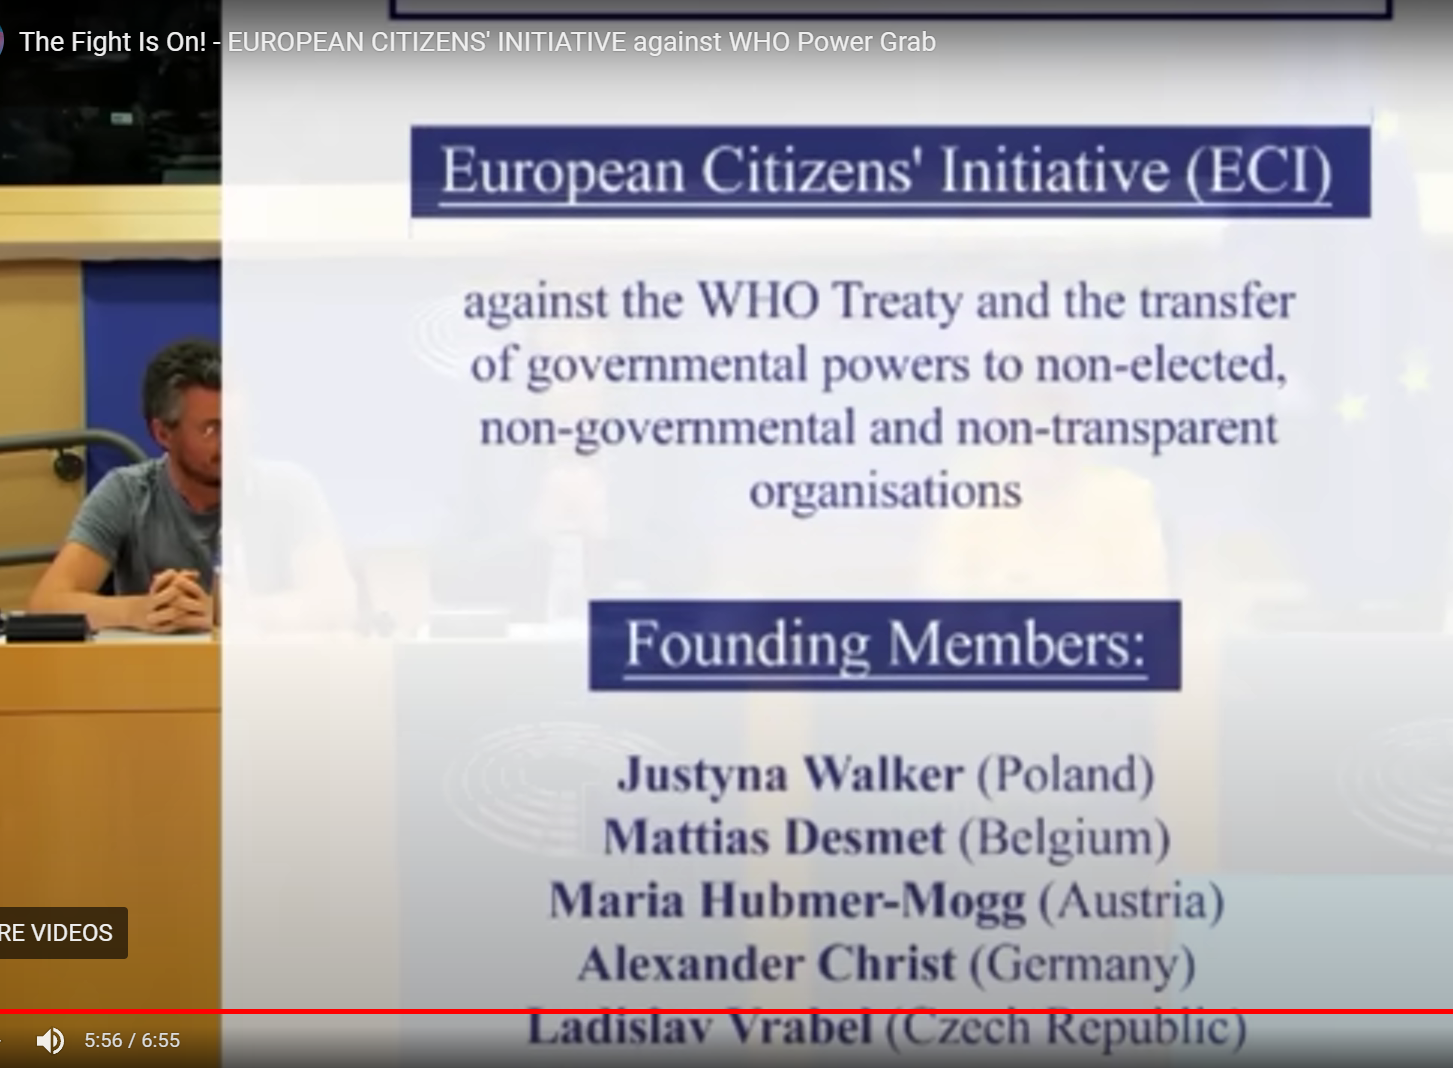 The Fight Is On! - EUROPEAN CITIZENS' INITIATIVE against WHO Power Grab
European Citizens' Initiative (ECI)
against the WHO Treaty and the transfer
of governmental powers to non-elected,
non-governmental and non-transparent
organisations
Founding Members:
Justyna Walker (Poland)
Mattias Desmet (Belgium)
Maria Hubmer-Mogg (Austria)
Alexander Christ (Germany)
RE VIDEOS
Ladislav Vrabel (Czech Republic)
5:56 / 6:55